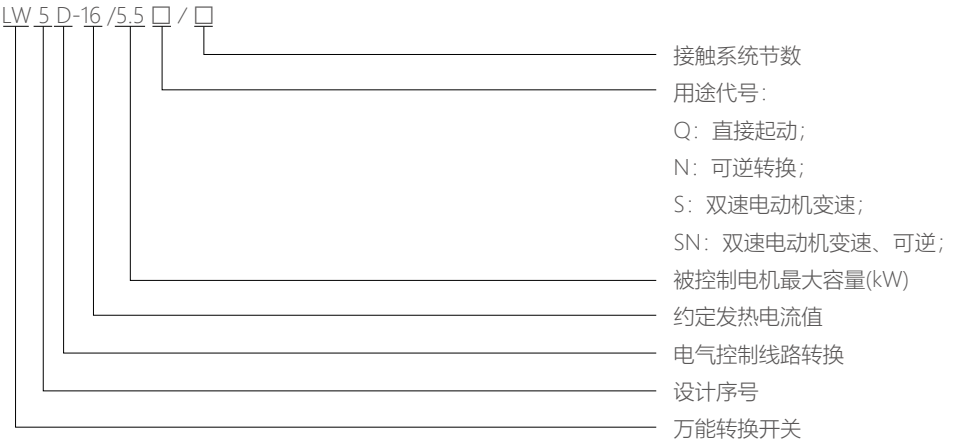 LW 5 D-16 /5.5 □ / □
接触系统节数
用途代号：
Q：直接起动；
N：可逆转换；
S：双速电动机变速；
SN：双速电动机变速、可逆；
被控制电机最大容量(kW)
约定发热电流值
电气控制线路转换
设计序号
万能转换开关